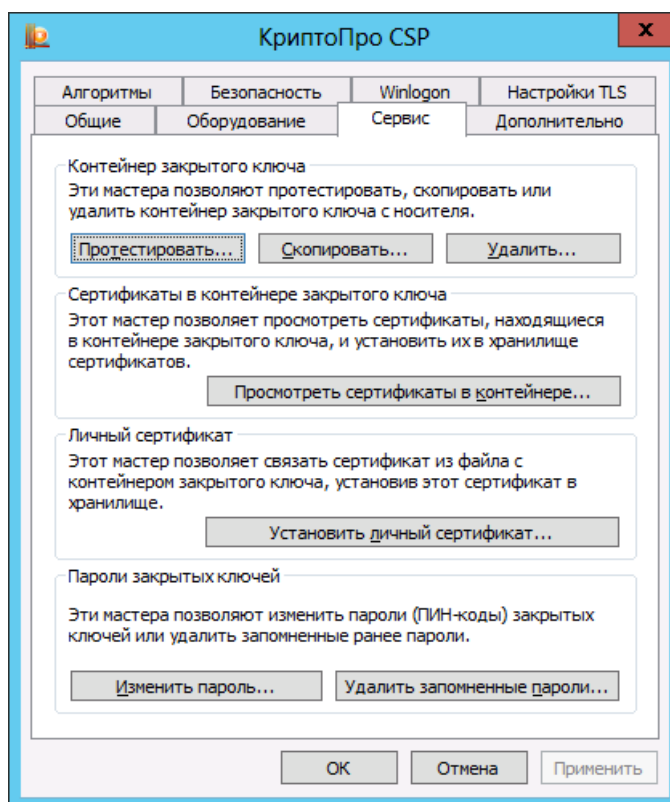 КриптоПро CSP
x
Алгоритмы Безопасность Winlogon Настройки TLS
Общие Оборудование Сервис Дополнительно
Контейнер закрытого ключа
Эти мастера позволяют протестировать, скопировать или
удалить контейнер закрытого ключа с носителя.
Протестировать... Скопировать... Удалить...
Сертификаты в контейнере закрытого ключа
Этот мастер позволяет просмотреть сертификаты, находящиеся
в контейнере закрытого ключа, и установить их в хранилище
сертификатов.
Просмотреть сертификаты в контейнере...
Личный сертификат
Этот мастер позволяет связать сертификат из файла с
контейнером закрытого ключа, установив этот сертификат в
хранилище.
Установить личный сертификат...
Пароли закрытых ключей
Эти мастера позволяют изменить пароли (ПИН-коды) закрытых
ключей или удалить запомненные ранее пароли.
Изменить пароль... Удалить запомненные пароли...
ОК Отмена Применить